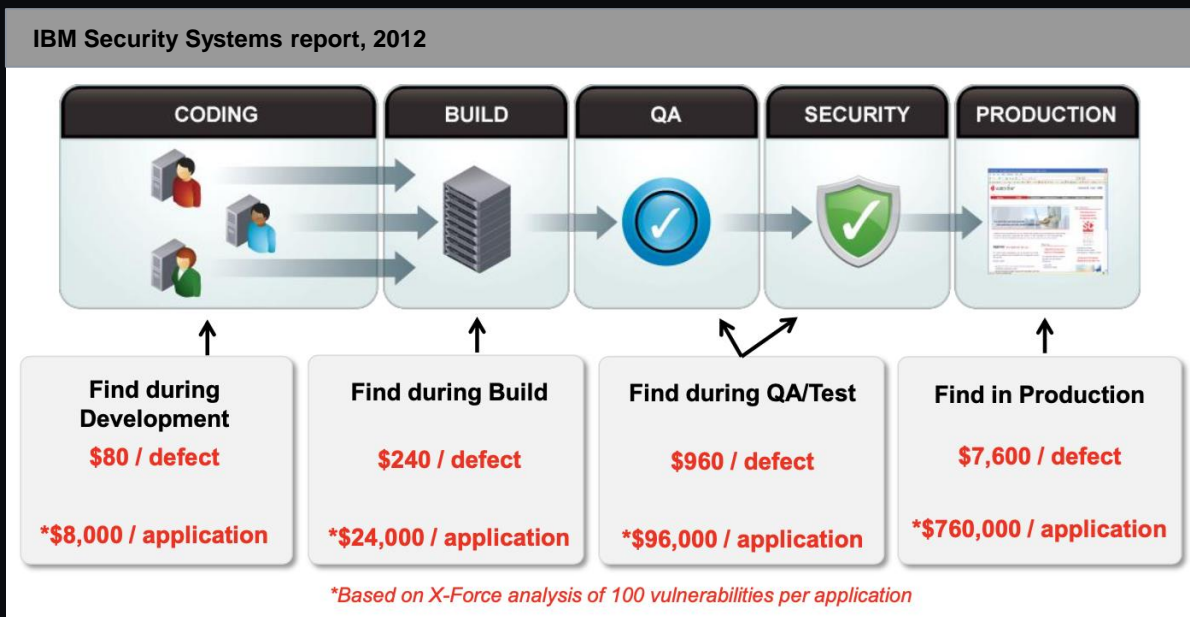 IBM Security Systems report, 2012
CODING
BUILD
QA
SECURITY
PRODUCTION
Find during
Development
$80 / defect
*$8,000 / application
Find during Build
$240 / defect
*$24,000 / application
Find during QA/Test
$960 / defect
*$96,000 / application
Find in Production
$7,600 / defect
*$760,000 / application
*Based on X-Force analysis of 100 vulnerabilities per application